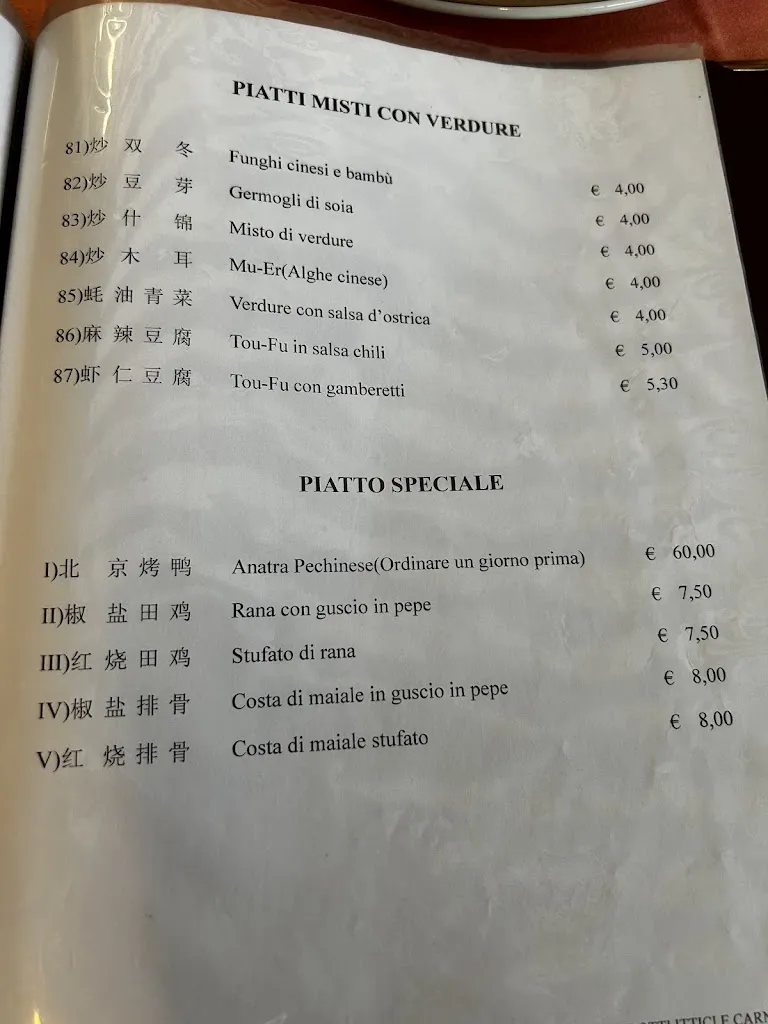 PIATTI MISTI CON VERDURE
81)炒 双 冬 Funghi cinesi e bambù € 4,00
82)炒 豆 芽 Germogli di soia € 4,00
83)炒 什 锦 Misto di verdure € 4,00
84)炒 木 耳 Mu-Er(Alghe cinese) € 4,00
85)蚝 油 青 菜 Verdure con salsa d'ostrica € 4,00
86)麻 辣 豆 腐 Tou-Fu in salsa chili € 5,00
87)虾 仁 豆 腐 Tou-Fu con gamberetti € 5,30
PIATTO SPECIALE
I)北 京 烤 鸭 Anatra Pechinese(Ordinare un giorno prima) € 60,00
II)椒 盐 田 鸡 Rana con guscio in pepe € 7,50
III)红 烧 田 鸡 Stufato di rana € 7,50
IV)椒 盐 排 骨 Costa di maiale in guscio in pepe € 8,00
V)红 烧 排 骨 Costa di maiale stufato € 8,00